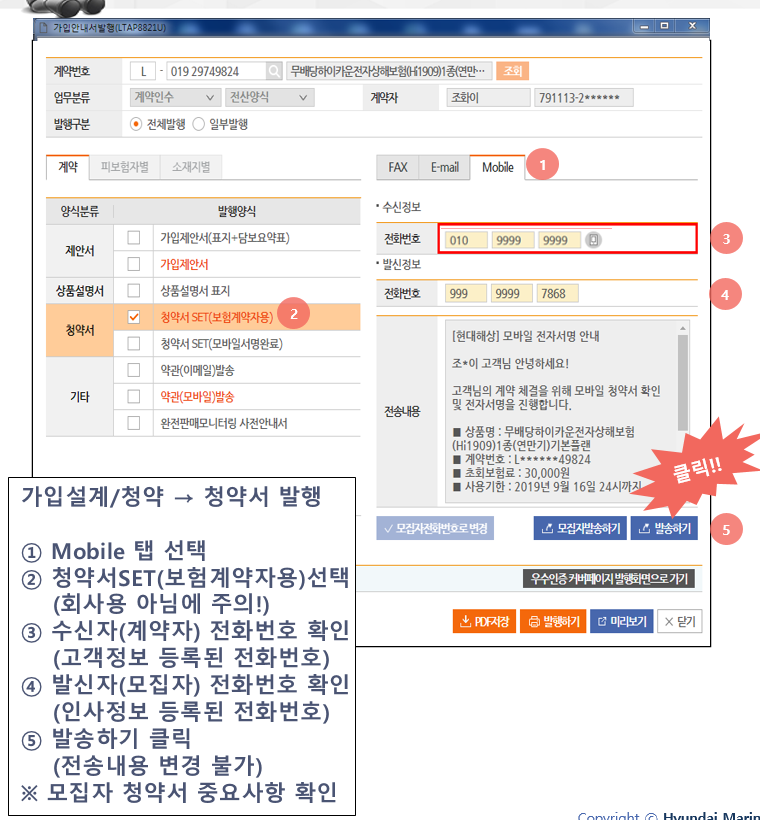 가입안내서발행(LTAP8821U)
계약번호 L - 019 29749824 무배당하이카운전자상해보험(Hi1909)1종(연만… 조회
업무분류 계약인수 전산양식 계약자 조화이 791113-2******
발행구분 전체발행 일부발행
계약 피보험자별 소재지별
양식분류 발행양식
제안서
가입제안서(표지+담보요약표)
가입제안서
상품설명서 상품설명서 표지
청약서
청약서 SET(보험계약자용) 2
청약서 SET(모바일서명완료)
기타
약관(이메일)발송
약관(모바일)발송
완전판매모니터링 사전안내서
FAX E-mail Mobile 1
• 수신정보
전화번호 010 9999 9999 3
• 발신정보
전화번호 999 9999 7868 4
전송내용
[현대해상] 모바일 전자서명 안내
조*이 고객님 안녕하세요!
고객님의 계약 체결을 위해 모바일 청약서 확인
및 전자서명을 진행합니다.
■ 상품명 : 무배당하이카운전자상해보험
(Hi1909)1종(연만기)기본플랜
■ 계약번호 : L******49824
■ 초회보험료 : 30,000원
■ 사용기한 : 2019년 9월 16일 24시까지
클릭!!
모집자전화번호로 변경 모집자발송하기 발송하기 5
우수인증 커버페이지 발행화면으로 가기
PDF저장 발행하기 미리보기 닫기
가입설계/청약 → 청약서 발행
① Mobile 탭 선택
② 청약서SET(보험계약자용)선택
(회사용 아님에 주의!)
③ 수신자(계약자) 전화번호 확인
(고객정보 등록된 전화번호)
④ 발신자(모집자) 전화번호 확인
(인사정보 등록된 전화번호)
⑤ 발송하기 클릭
(전송내용 변경 불가)
※ 모집자 청약서 중요사항 확인
Copyright © Hyundai Marin